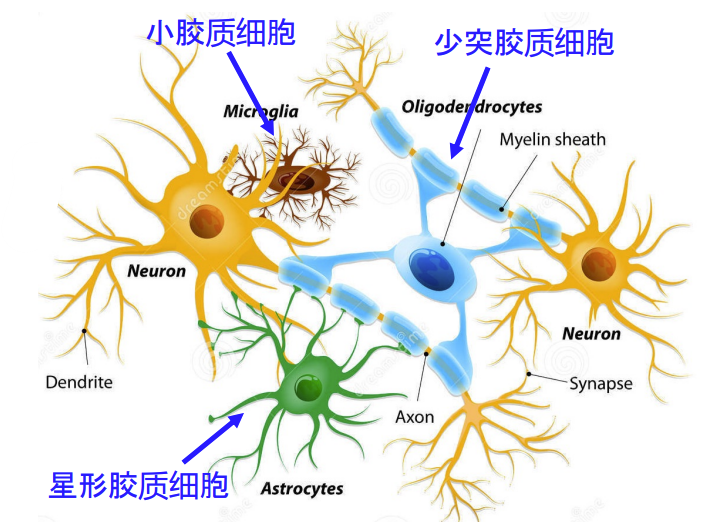 小胶质细胞
少突胶质细胞
Microglia
Oligodendrocytes
Myelin sheath
Neuron
Neuron
Dendrite
Synapse
Axon
星形胶质细胞
Astrocytes